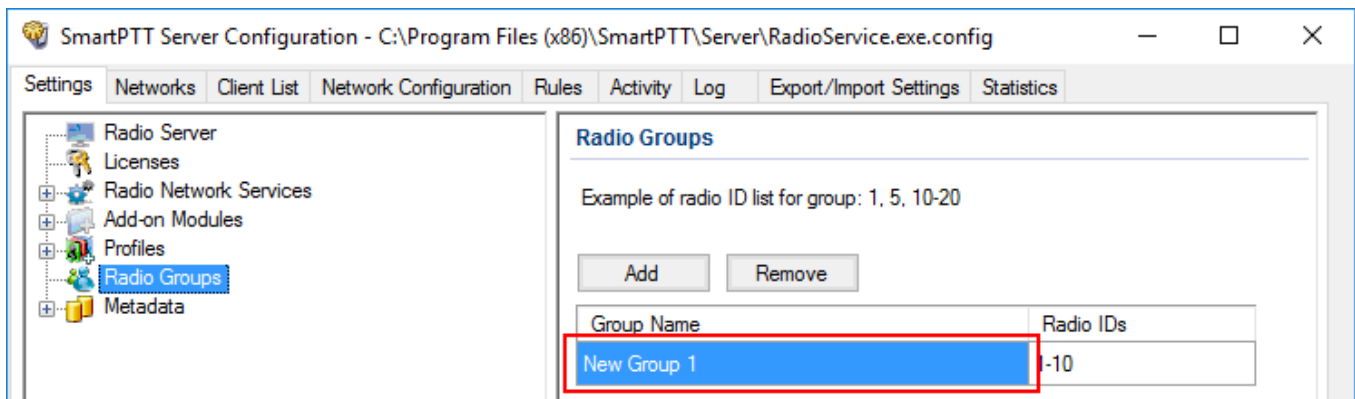 SmartPTT Server Configuration - C:\Program Files (x86)\SmartPTT\Server\RadioService.exe.config
Settings Networks Client List Network Configuration Rules Activity Log Export/Import Settings Statistics
Radio Server
Licenses
Radio Network Services
Add-on Modules
Profiles
Radio Groups
Metadata
Radio Groups
Example of radio ID list for group: 1, 5, 10-20
Add Remove
Group Name Radio IDs
New Group 1 1-10